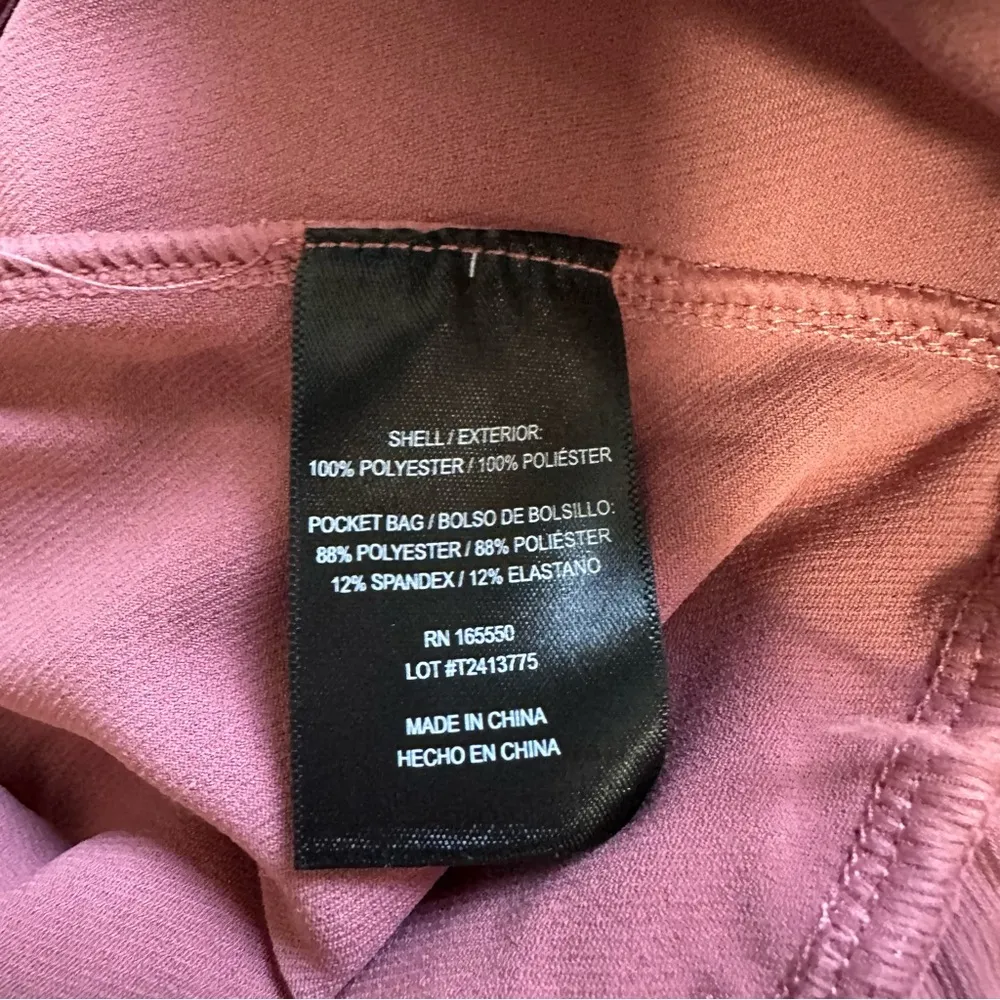 SHELL / EXTERIOR:
100% POLYESTER / 100% POLIÉSTER
POCKET BAG / BOLSO DE BOLSILLO:
88% POLYESTER / 88% POLIÉSTER
12% SPANDEX / 12% ELASTANO
RN 165550
LOT #T2413775
MADE IN CHINA
HECHO EN CHINA